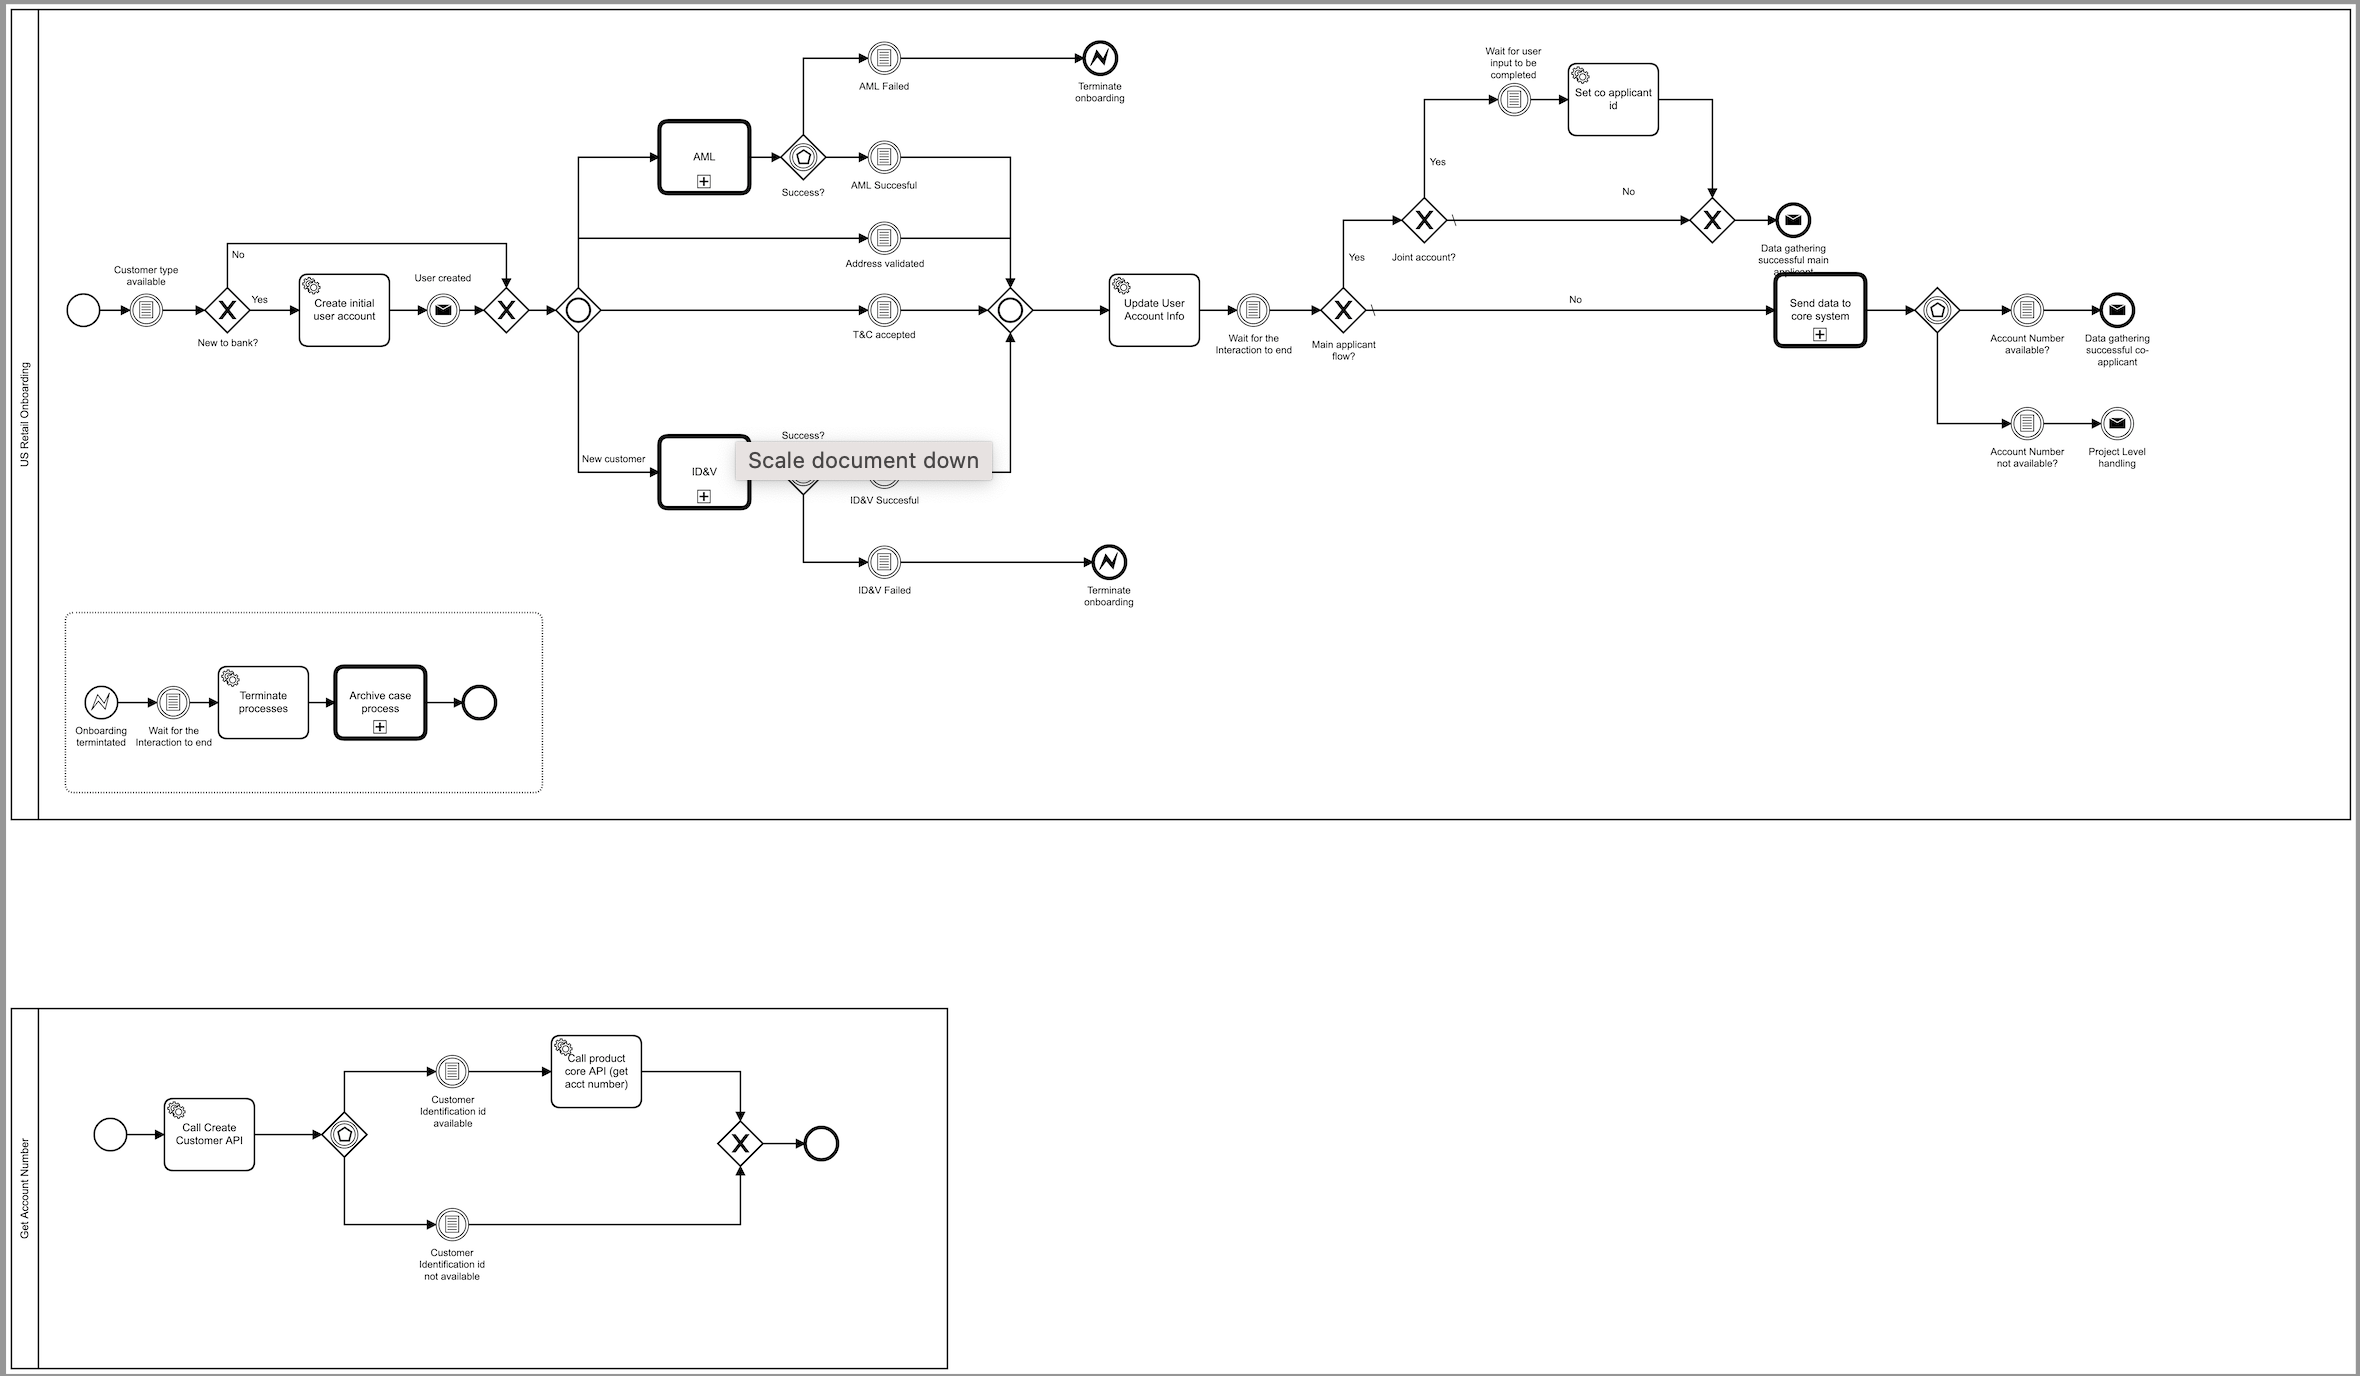 US Retail Onboarding
Customer type
available
No
Yes
New to bank?
Create initial
user account
User created
AML
Success?
AML Failed
Terminate
onboarding
AML Succesful
Address validated
T&C accepted
New customer
ID&V
Success?
Scale document down
ID&V Succesful
ID&V Failed
Terminate
onboarding
Update User
Account Info
Wait for the
Interaction to end
Main applicant
flow?
Yes
Joint account?
Yes
Wait for user
input to be
completed
Set co applicant
id
No
Data gathering
successful main
applicant
No
Send data to
core system
Account Number
available?
Data gathering
successful co-
applicant
Account Number
not available?
Project Level
handling
Onboarding
termintated
Wait for the
Interaction to end
Terminate
processes
Archive case
process
Get Account Number
Call Create
Customer API
Customer
Identification id
available
Call product
core API (get
acct number)
Customer
Identification id
not available